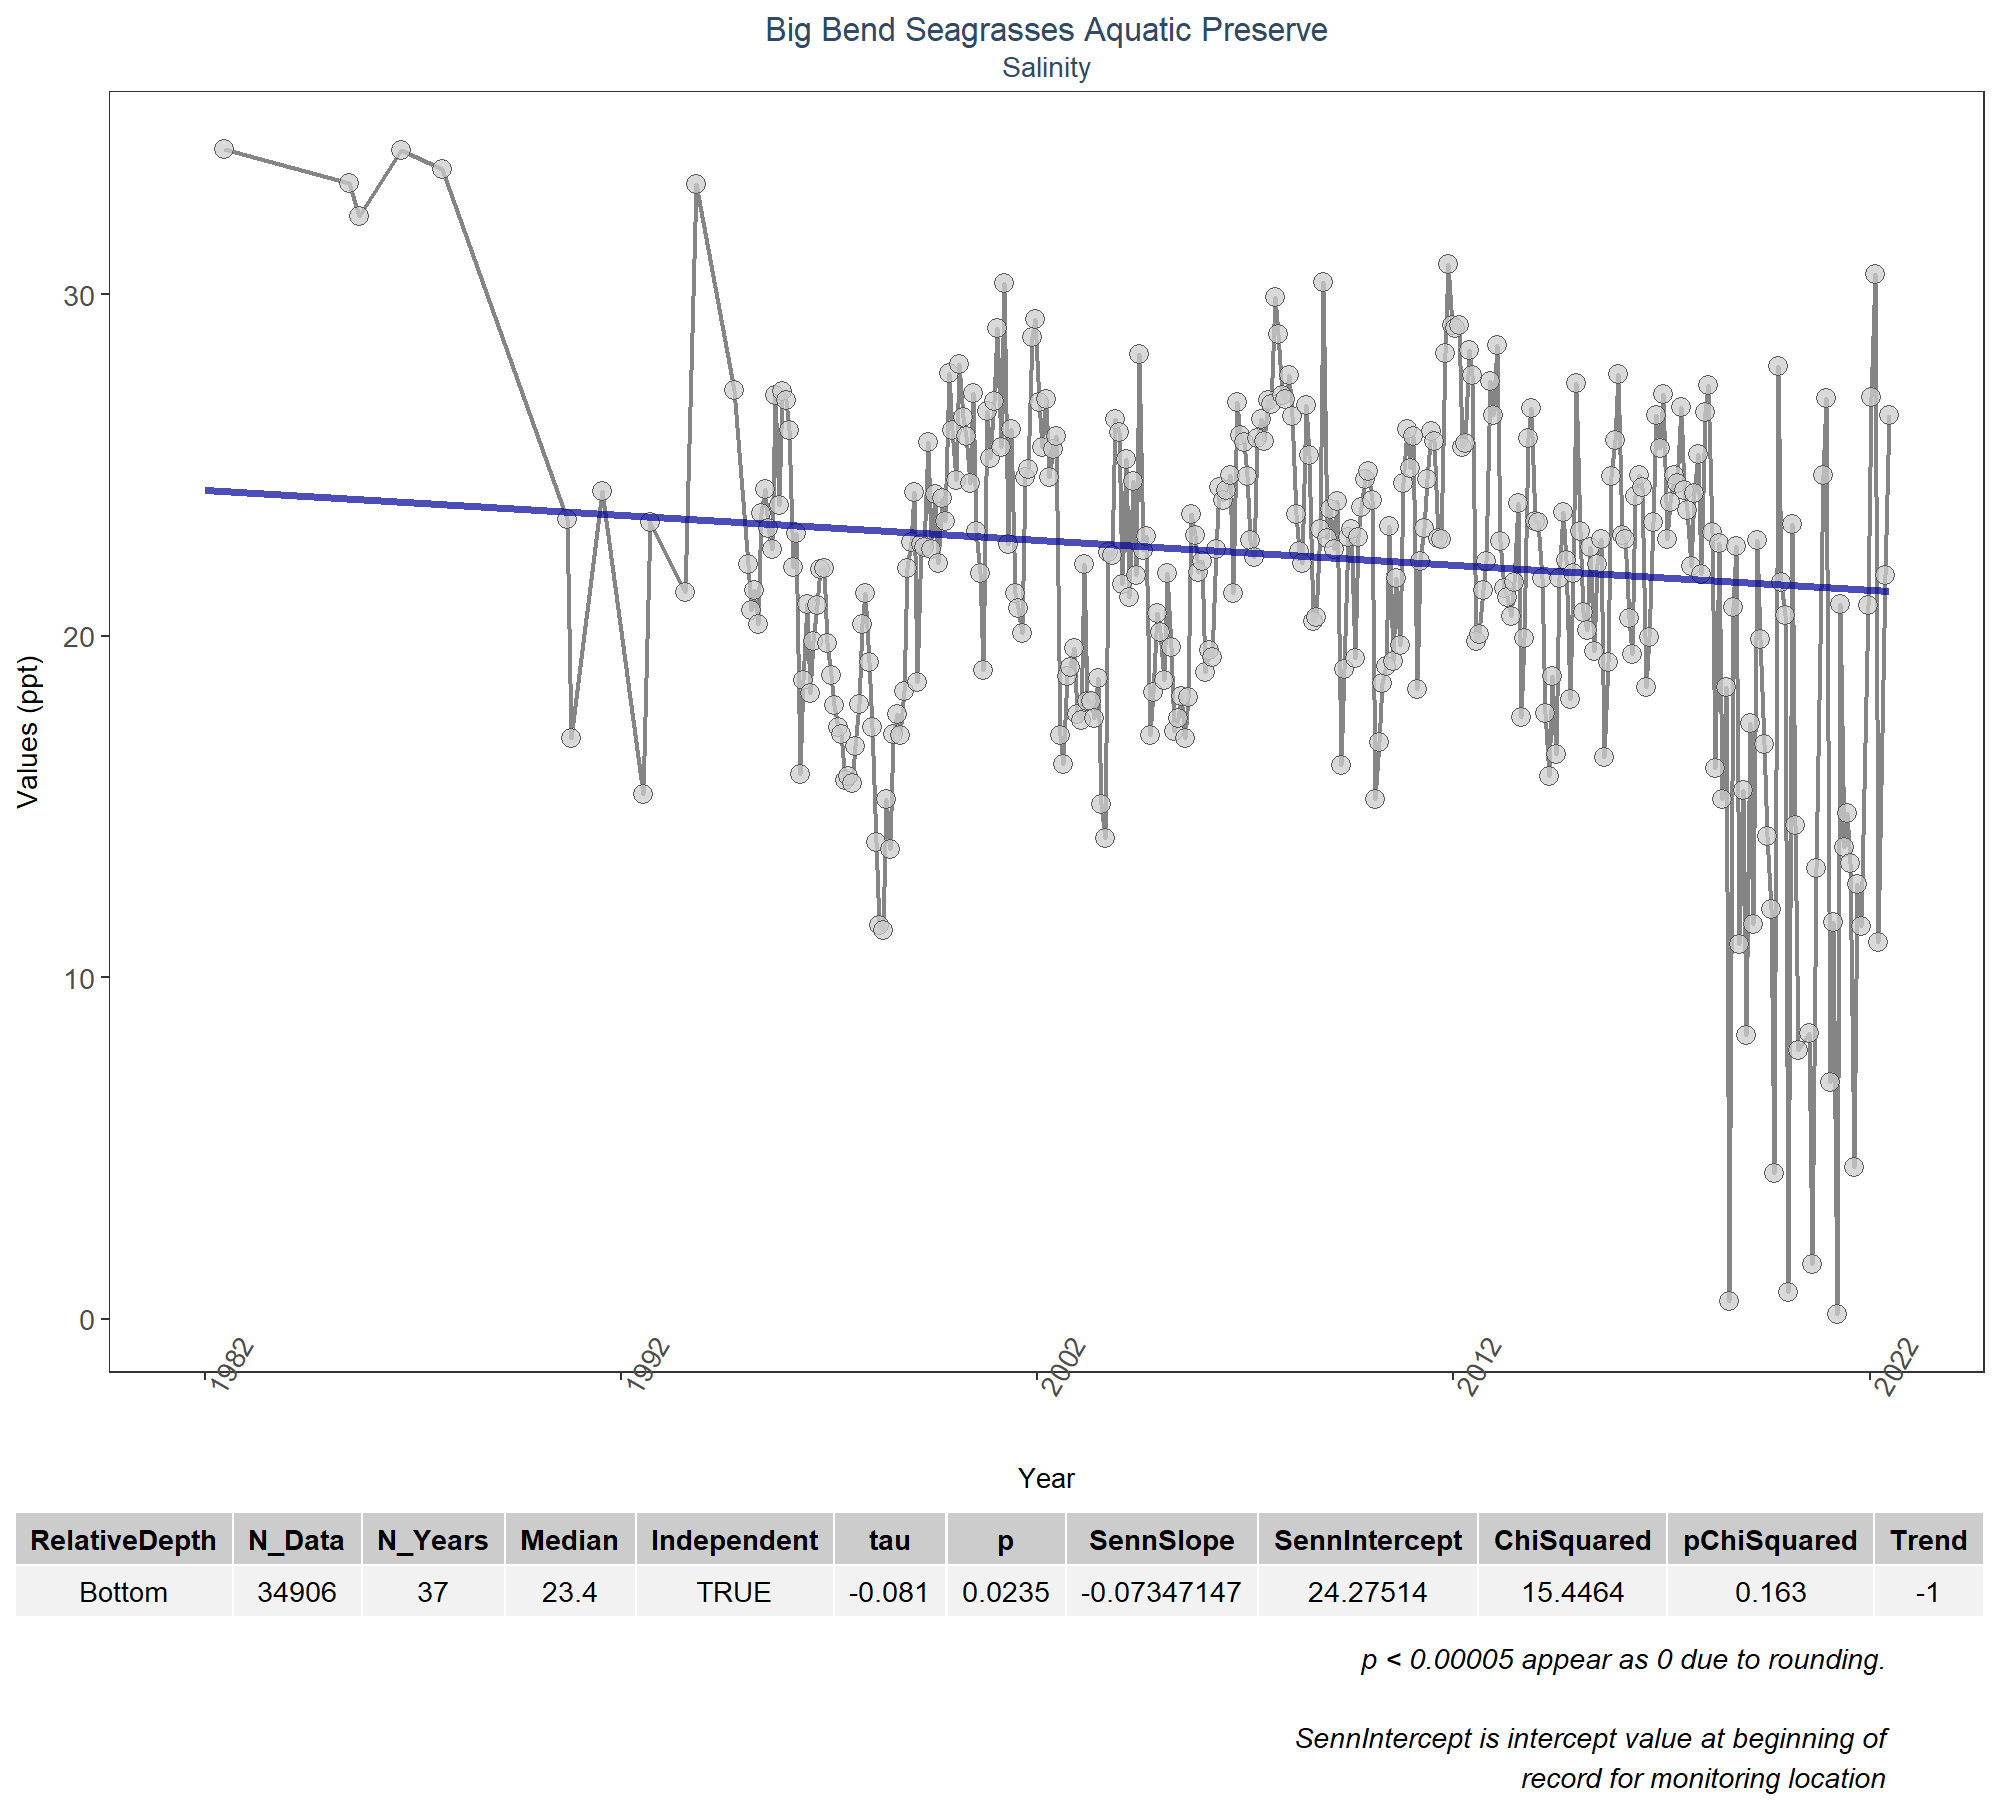 Big Bend Seagrasses Aquatic Preserve
Salinity
Values (ppt)
30
20
10
0
1982 1992 2002 2012 2022
Year
RelativeDepth N_Data N_Years Median Independent tau p SennSlope SennIntercept ChiSquared pChiSquared Trend
Bottom 34906 37 23.4 TRUE -0.081 0.0235 -0.07347147 24.27514 15.4464 0.163 -1
p < 0.00005 appear as 0 due to rounding.
SennIntercept is intercept value at beginning of
record for monitoring location